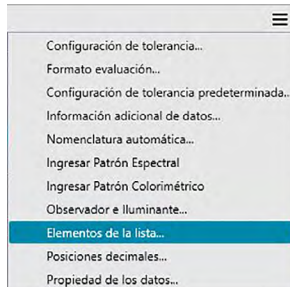 Configuración de tolerancia...
Formato evaluación...
Configuración de tolerancia predeterminada..
Información adicional de datos...
Nomenclatura automática...
Ingresar Patrón Espectral
Ingresar Patrón Colorimétrico
Observador e Iluminante...
Elementos de la lista...
Posiciones decimales...
Propiedad de los datos...